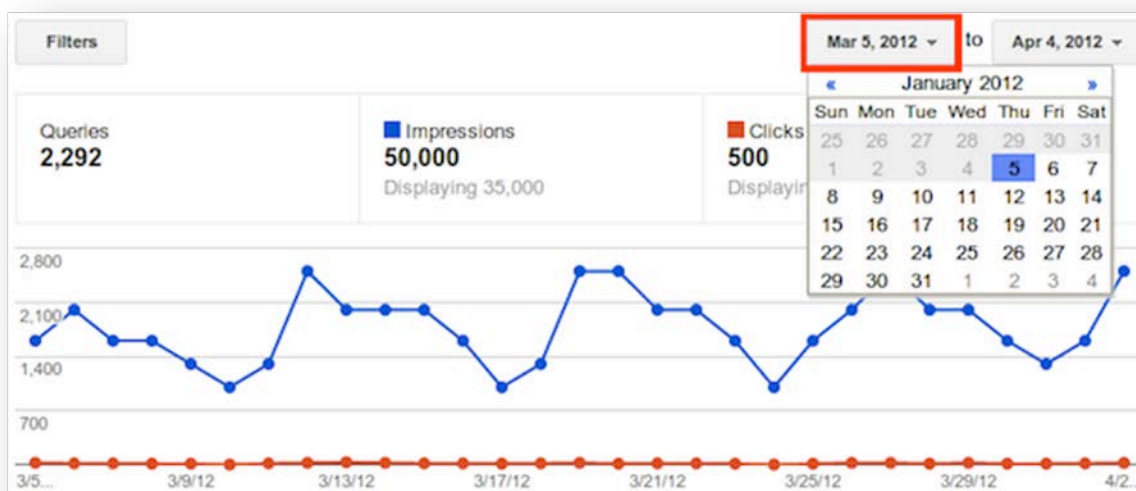 Filters
Mar 5, 2012 to Apr 4, 2012
« January 2012 »
Sun Mon Tue Wed Thu Fri Sat
25 26 27 28 29 30 31
1 2 3 4 5 6 7
8 9 10 11 12 13 14
15 16 17 18 19 20 21
22 23 24 25 26 27 28
29 30 31 1 2 3 4
Queries
2,292
Impressions
50,000
Displaying 35,000
Clicks
500
2,800
2,100
1,400
700
3/5... 3/9/12 3/13/12 3/17/12 3/21/12 3/25/12 3/29/12 4/2...